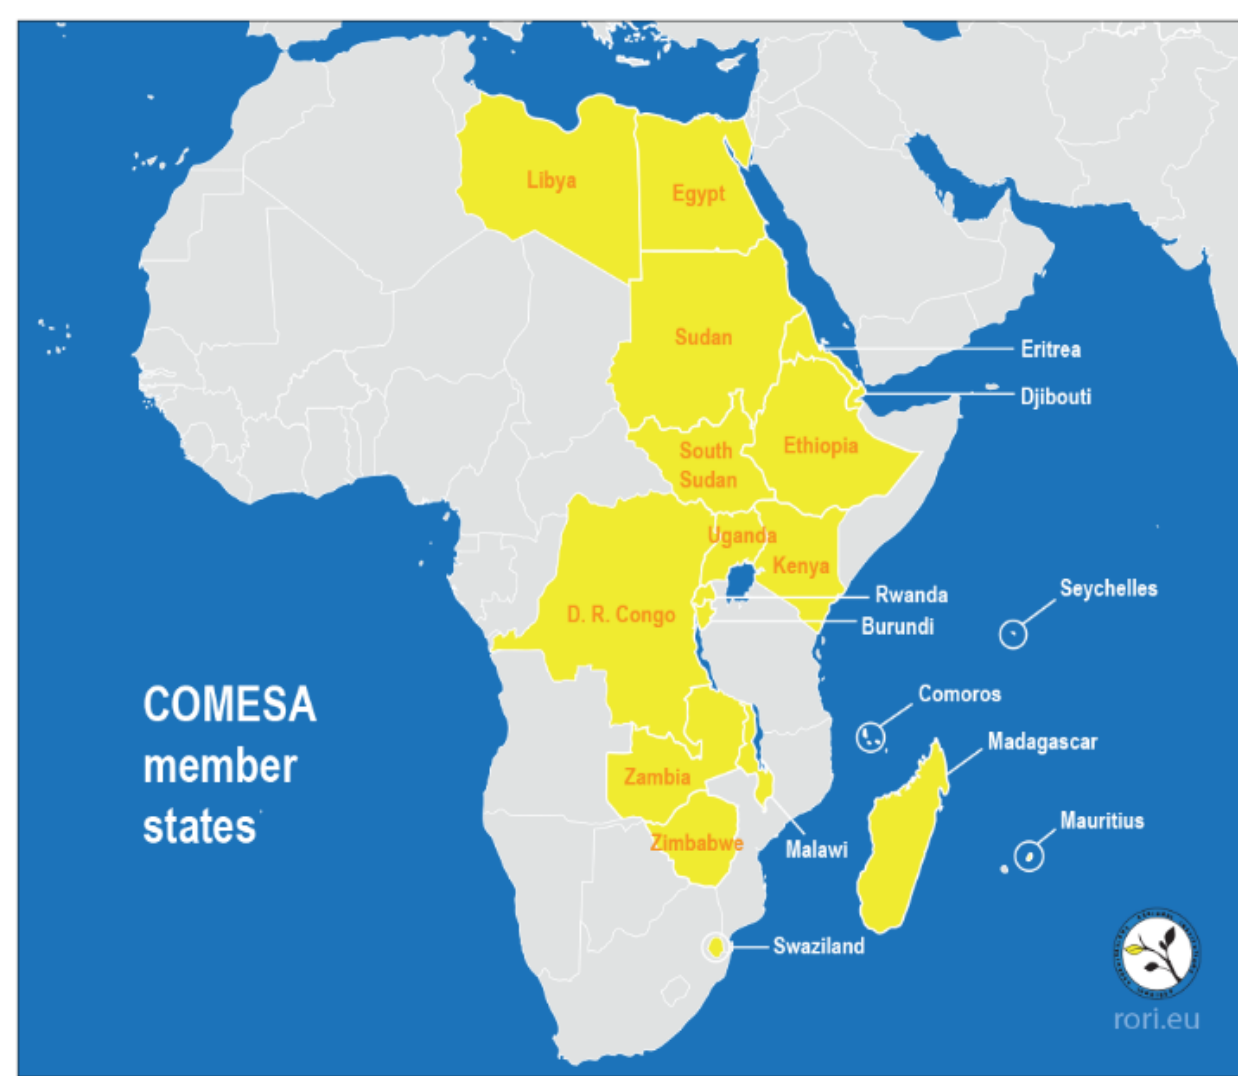 Libya
Egypt
Sudan
Eritrea
Djibouti
Ethiopia
South
Sudan
Uganda
Kenya
Rwanda
Seychelles
D. R. Congo
Burundi
COMESA
member
states
Comoros
Madagascar
Zambia
Mauritius
Zimbabwe
Malawi
Swaziland
rori.eu